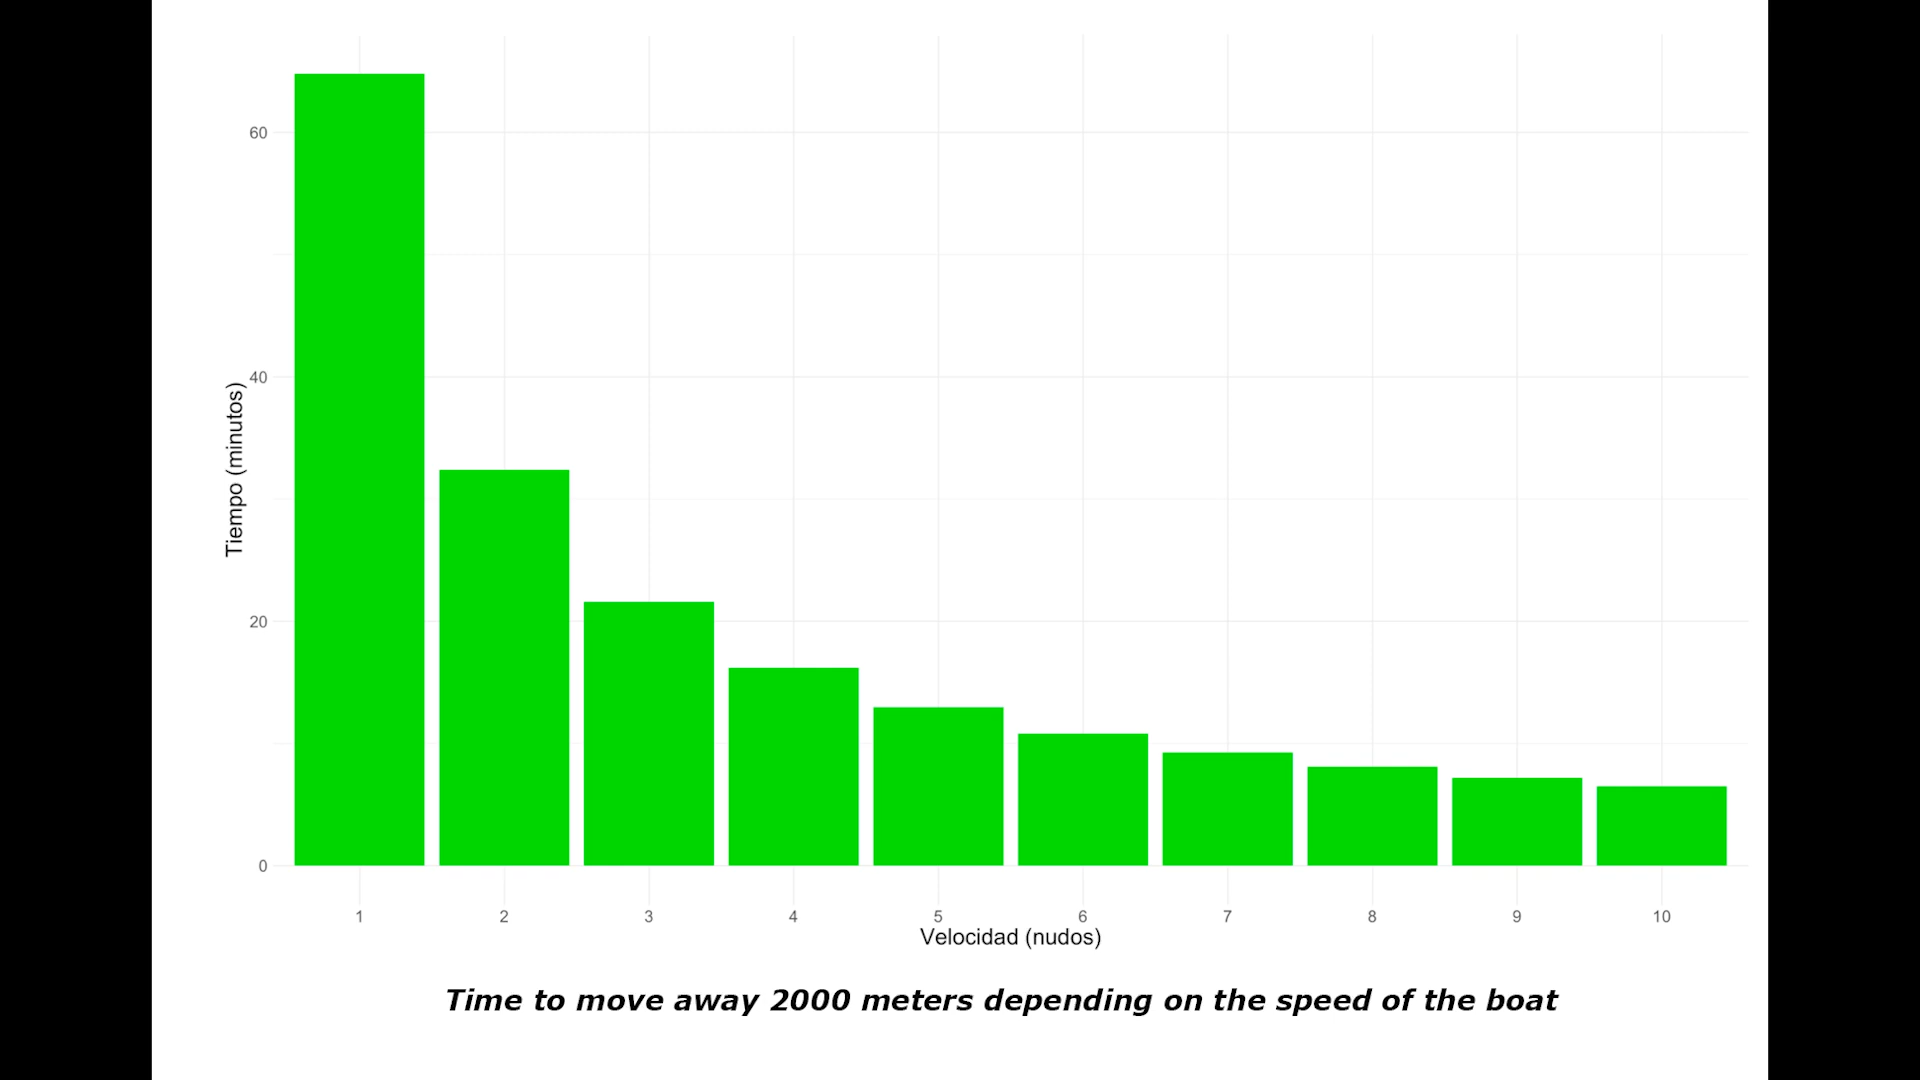 60
40
20
0
Tiempo (minutos)
1 2 3 4 5 6 7 8 9 10
Velocidad (nudos)
Time to move away 2000 meters depending on the speed of the boat